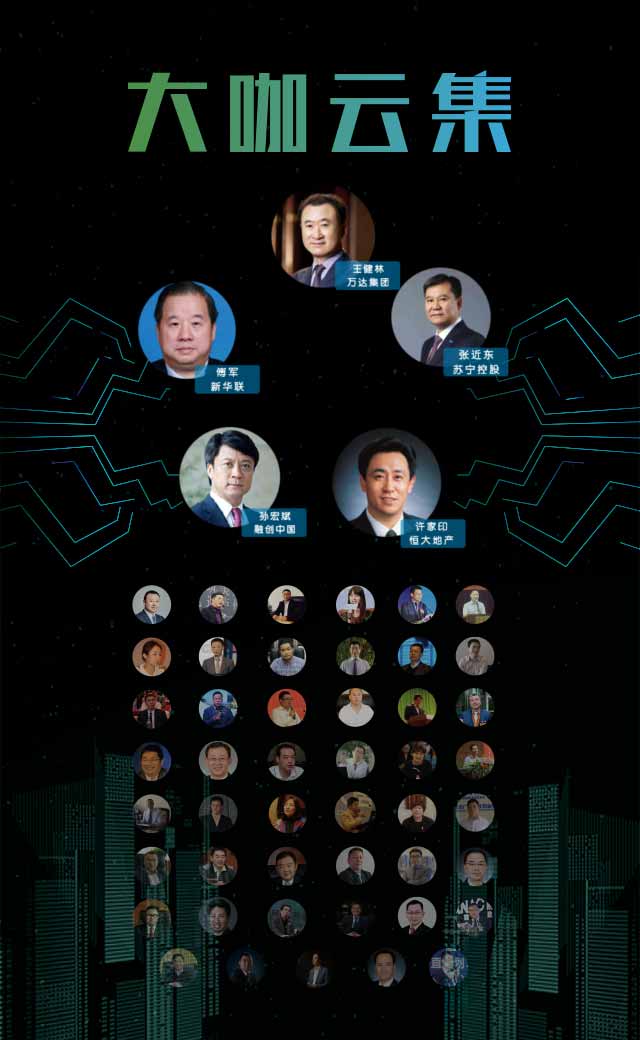 大咖云集
王健林
万达集团
张近东
苏宁控股
傅军
新华联
孙宏斌
融创中国
许家印
恒大地产